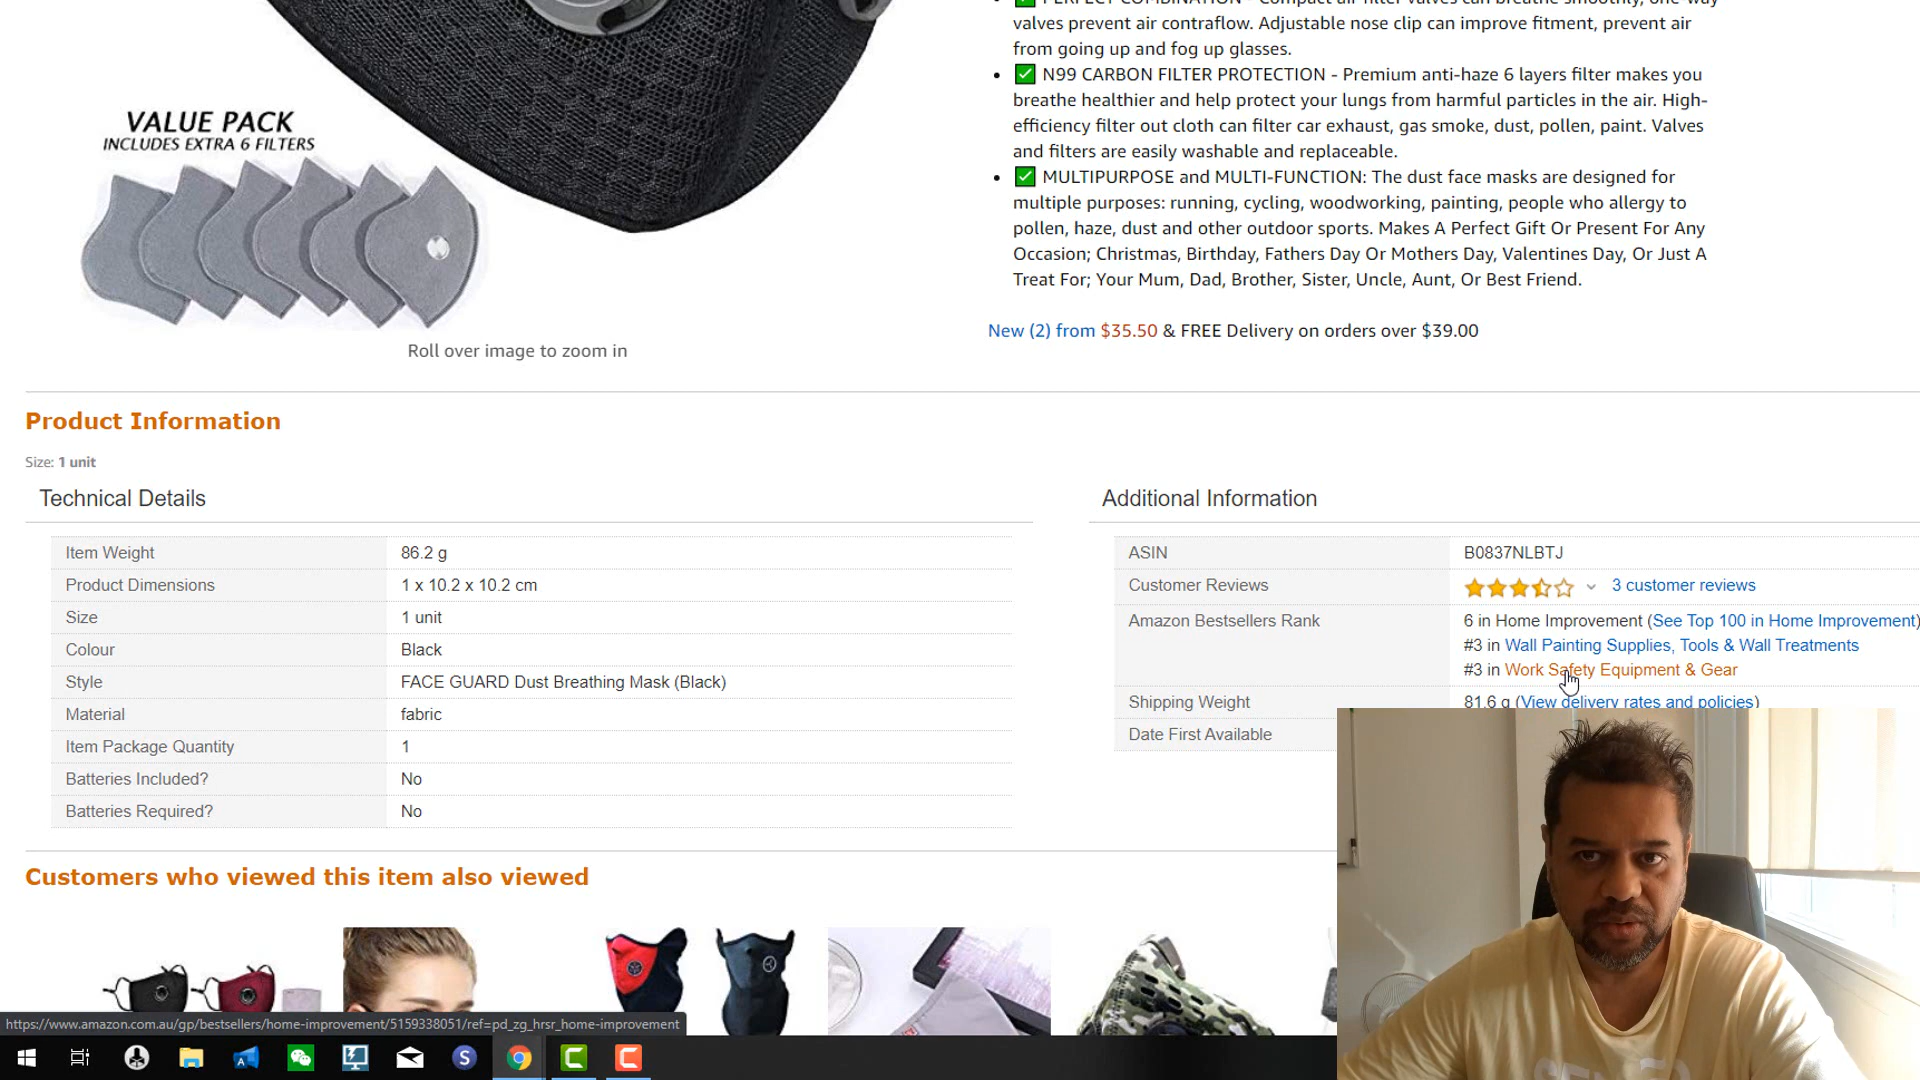 PERFECT COMBINATION - Compact air filter valves can breathe smoothly, one-way
valves prevent air contraflow. Adjustable nose clip can improve fitment, prevent air
from going up and fog up glasses.
N99 CARBON FILTER PROTECTION - Premium anti-haze 6 layers filter makes you
breathe healthier and help protect your lungs from harmful particles in the air. High-
efficiency filter out cloth can filter car exhaust, gas smoke, dust, pollen, paint. Valves
and filters are easily washable and replaceable.
MULTIPURPOSE and MULTI-FUNCTION: The dust face masks are designed for
multiple purposes: running, cycling, woodworking, painting, people who allergy to
pollen, haze, dust and other outdoor sports. Makes A Perfect Gift Or Present For Any
Occasion; Christmas, Birthday, Fathers Day Or Mothers Day, Valentines Day, Or Just A
Treat For; Your Mum, Dad, Brother, Sister, Uncle, Aunt, Or Best Friend.
New (2) from $35.50 & FREE Delivery on orders over $39.00
VALUE PACK
INCLUDES EXTRA 6 FILTERS
Roll over image to zoom in
Product Information
Size: 1 unit
Technical Details
Item Weight 86.2 g
Product Dimensions 1 x 10.2 x 10.2 cm
Size 1 unit
Colour Black
Style FACE GUARD Dust Breathing Mask (Black)
Material fabric
Item Package Quantity 1
Batteries Included? No
Batteries Required? No
Additional Information
ASIN B0837NLBTJ
Customer Reviews 3 customer reviews
Amazon Bestsellers Rank 6 in Home Improvement (See Top 100 in Home Improvement)
#3 in Wall Painting Supplies, Tools & Wall Treatments
#3 in Work Safety Equipment & Gear
Shipping Weight 81.6 g (View delivery rates and policies)
Date First Available
Customers who viewed this item also viewed
https://www.amazon.com.au/gp/bestsellers/home-improvement/5159338051/ref=pd_zg_hrsr_home-improvement